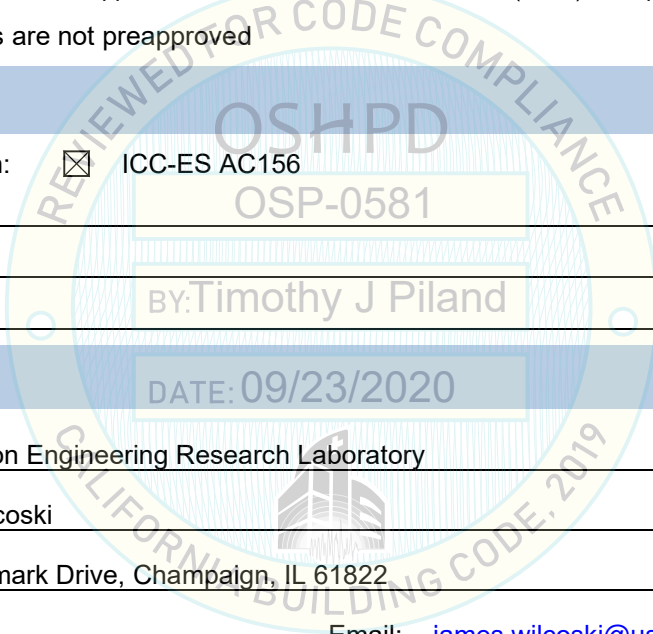 s are not preapproved
REVIEWED FOR CODE COMPLIANCE
OSHPD
: ☒ ICC-ES AC156
OSP-0581
BY:Timothy J Piland
DATE: 09/23/2020
on Engineering Research Laboratory
coski
mark Drive, Champaign, IL 61822
CALIFORNIA BUILDING CODE, 2019
Email: